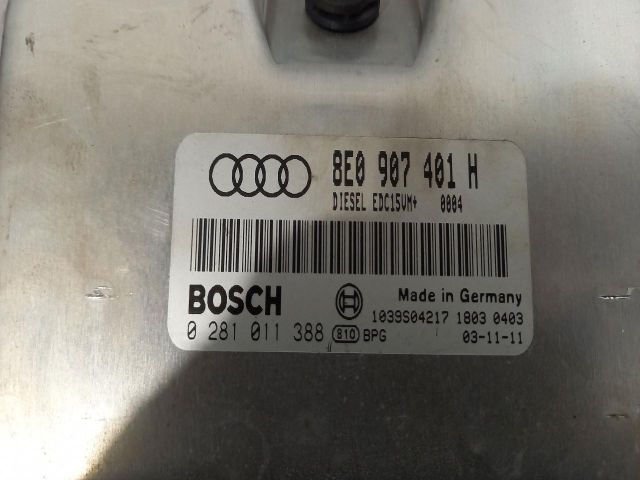 8E0 907 401 H
DIESEL EDC15VM+ 0004
BOSCH
Made in Germany
1039S04217 1803 0403
0 281 011 388 810 BPG 03-11-11